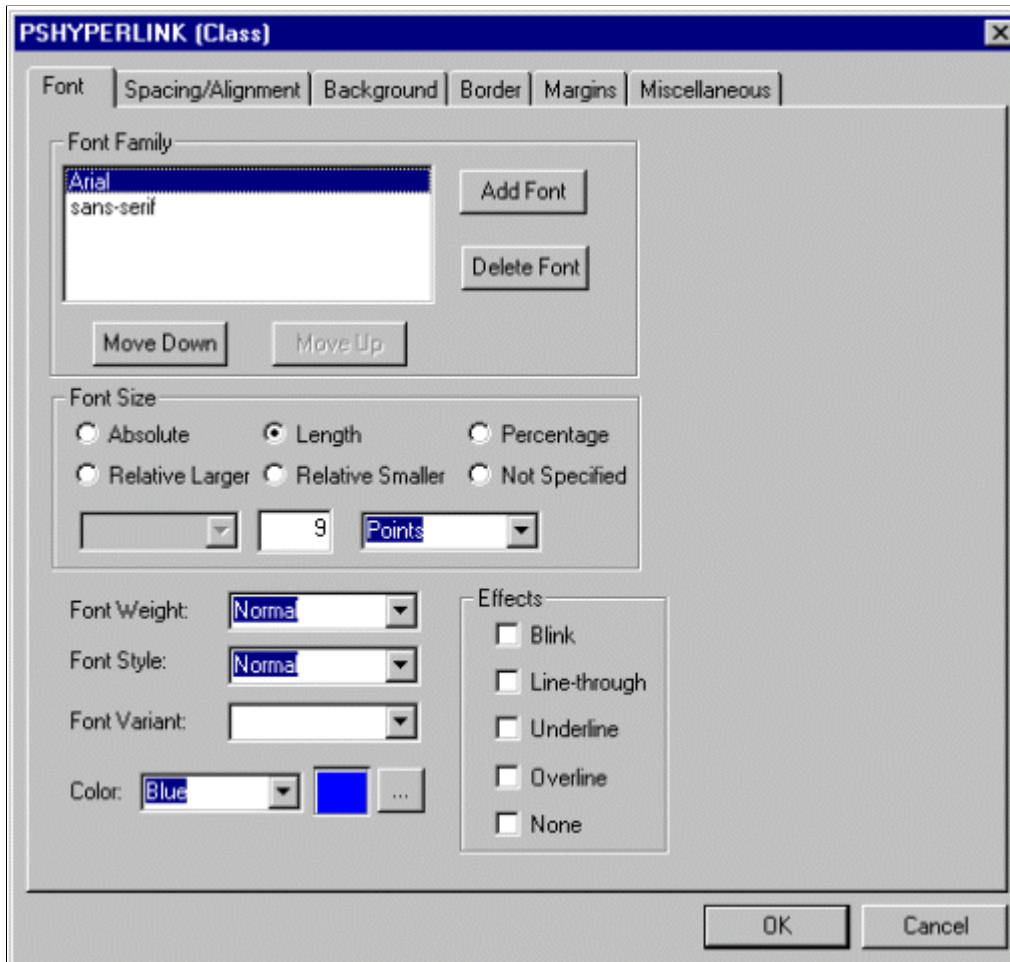 PSHYPERLINK (Class)
Font Spacing/Alignment Background Border Margins Miscellaneous
Font Family
Arial
sans-serif
Add Font
Delete Font
Move Down Move Up
Font Size
Absolute Length Percentage
Relative Larger Relative Smaller Not Specified
9 Points
Font Weight: Normal
Font Style: Normal
Font Variant:
Color: Blue ...
Effects
Blink
Line-through
Underline
Overline
None
OK Cancel